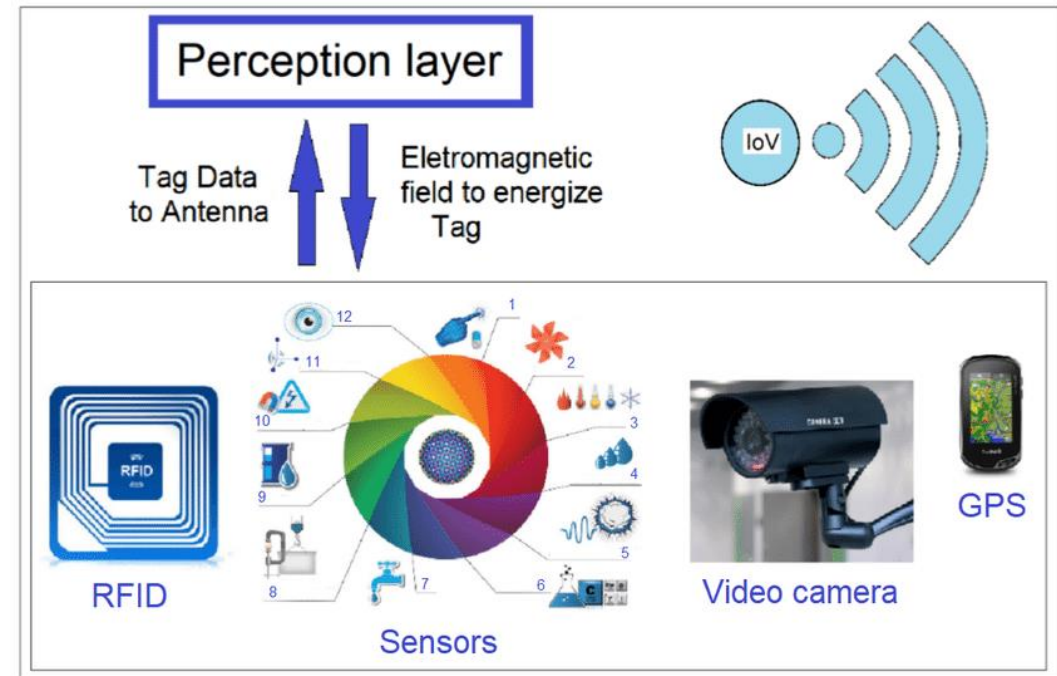 Perception layer
Tag Data
to Antenna
Eletromagnetic
field to energize
Tag
IoV
12
1
11
2
10
3
9
4
8
7
6
5
RFID
C
CAMERA
RFID
Sensors
Video camera
GPS